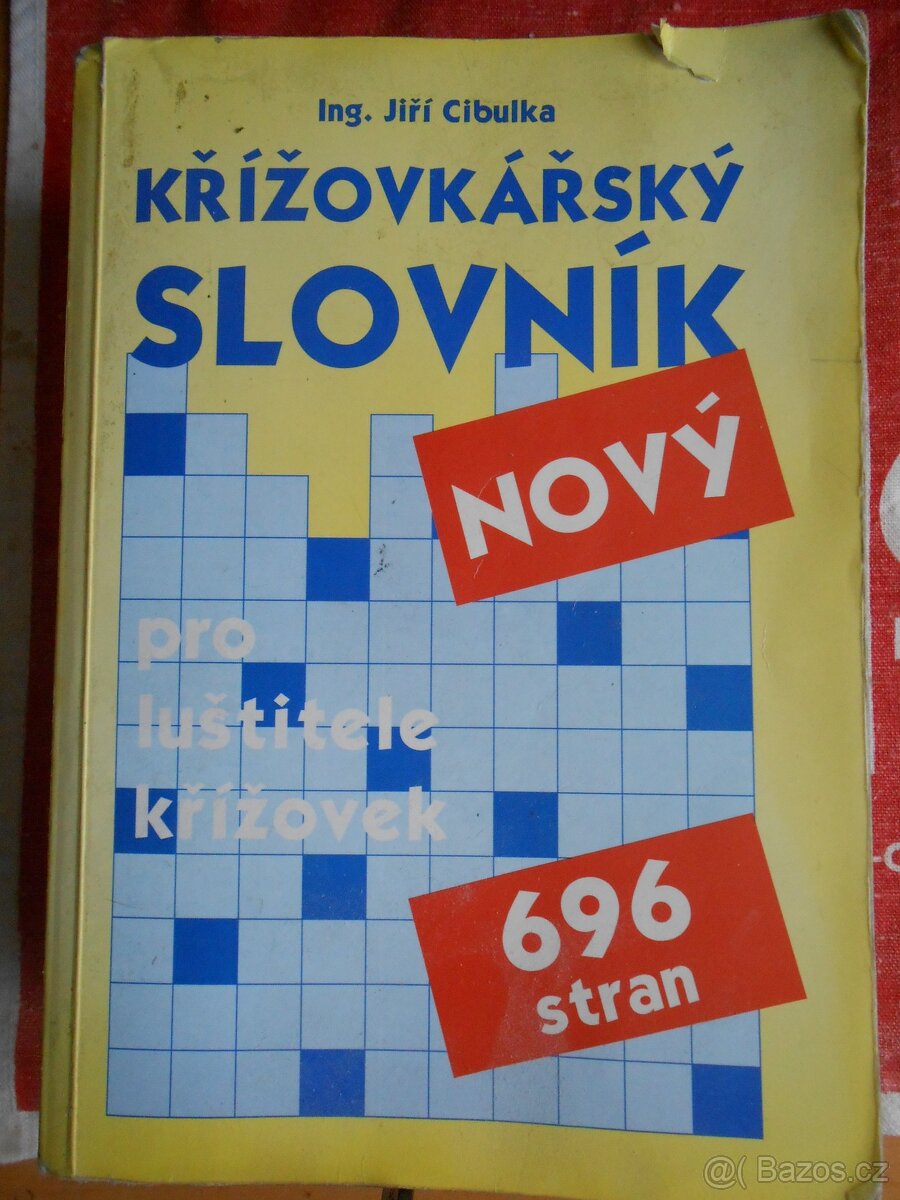 Ing. Jiří Cibulka
KŘÍŽOVKÁŘSKÝ
SLOVNÍK
NOVÝ
pro
luštitele
křížovek
696
stran
@( Bazos.cz